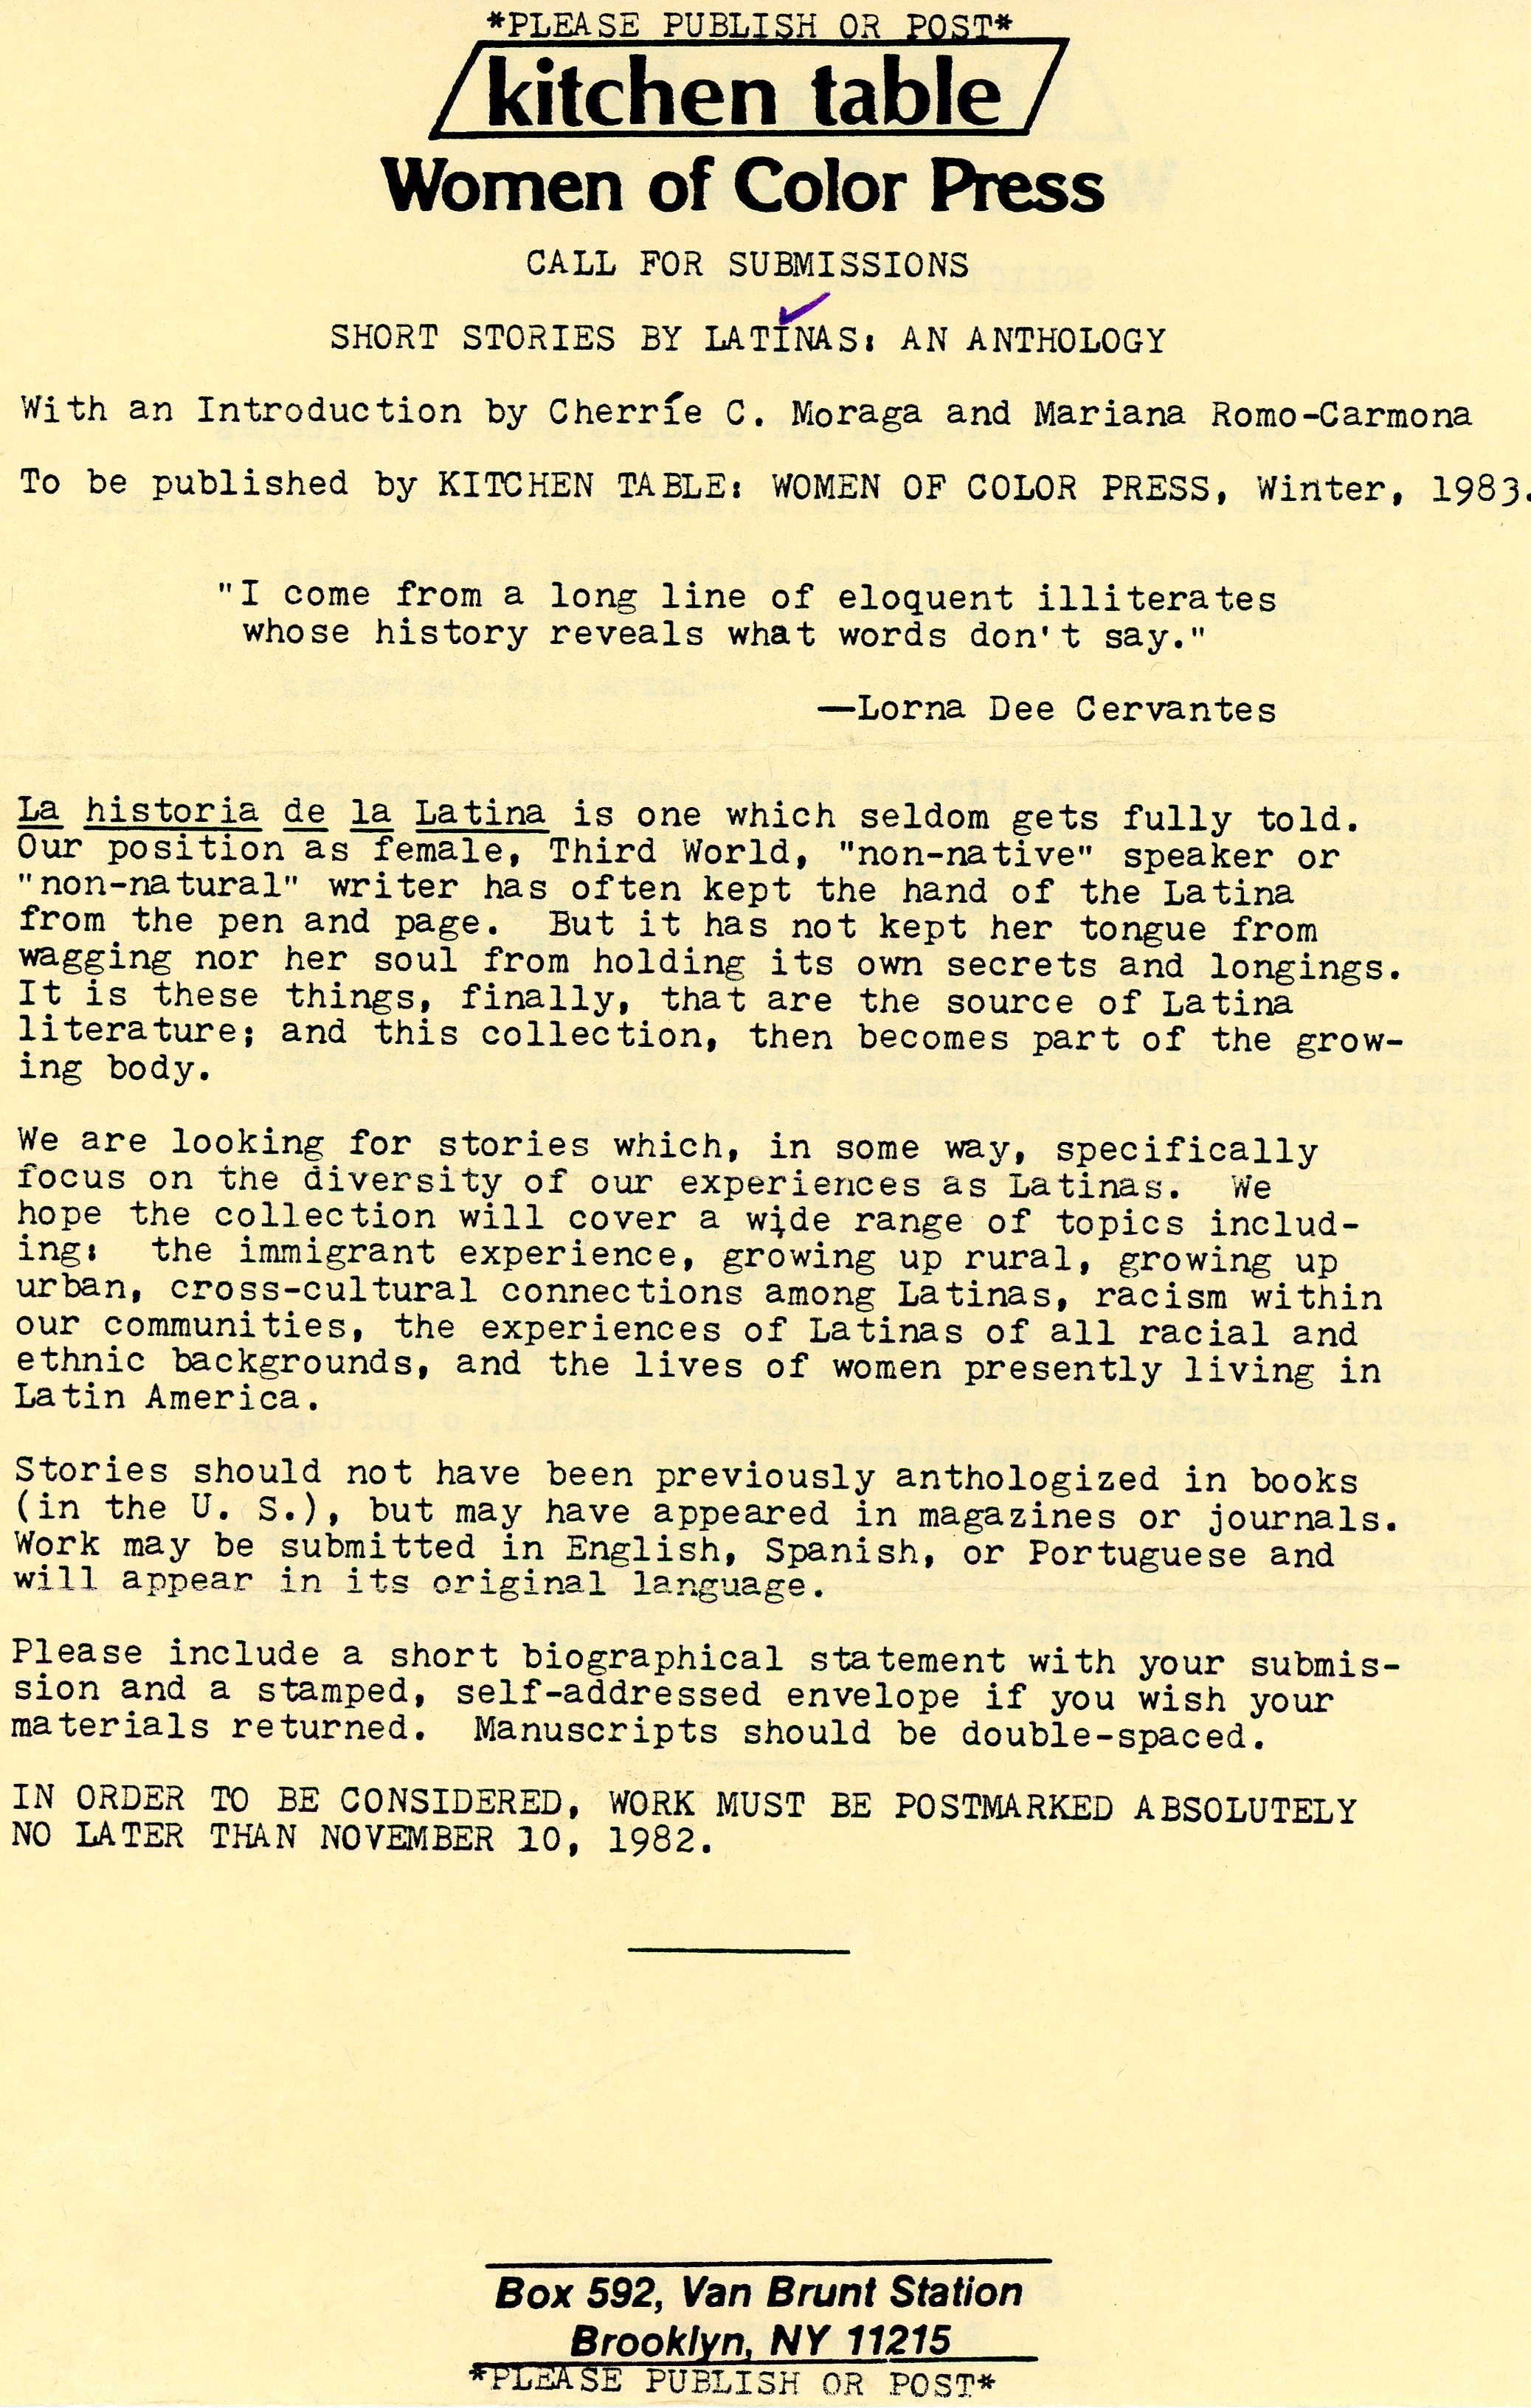 *PLEASE PUBLISH OR POST*
kitchen table
Women of Color Press
CALL FOR SUBMISSIONS
SHORT STORIES BY LATINAS: AN ANTHOLOGY
With an Introduction by Cherríe C. Moraga and Mariana Romo-Carmona
To be published by KITCHEN TABLE: WOMEN OF COLOR PRESS, Winter, 1983.
"I come from a long line of eloquent illiterates
whose history reveals what words don't say."
—Lorna Dee Cervantes
La historia de la Latina is one which seldom gets fully told.
Our position as female, Third World, "non-native" speaker or
"non-natural" writer has often kept the hand of the Latina
from the pen and page. But it has not kept her tongue from
wagging nor her soul from holding its own secrets and longings.
It is these things, finally, that are the source of Latina
literature; and this collection, then becomes part of the grow-
ing body.
We are looking for stories which, in some way, specifically
focus on the diversity of our experiences as Latinas. We
hope the collection will cover a wide range of topics includ-
ing: the immigrant experience, growing up rural, growing up
urban, cross-cultural connections among Latinas, racism within
our communities, the experiences of Latinas of all racial and
ethnic backgrounds, and the lives of women presently living in
Latin America.
Stories should not have been previously anthologized in books
(in the U. S.), but may have appeared in magazines or journals.
Work may be submitted in English, Spanish, or Portuguese and
will appear in its original language.
Please include a short biographical statement with your submis-
sion and a stamped, self-addressed envelope if you wish your
materials returned. Manuscripts should be double-spaced.
IN ORDER TO BE CONSIDERED, WORK MUST BE POSTMARKED ABSOLUTELY
NO LATER THAN NOVEMBER 10, 1982.
Box 592, Van Brunt Station
Brooklyn, NY 11215
*PLEASE PUBLISH OR POST*